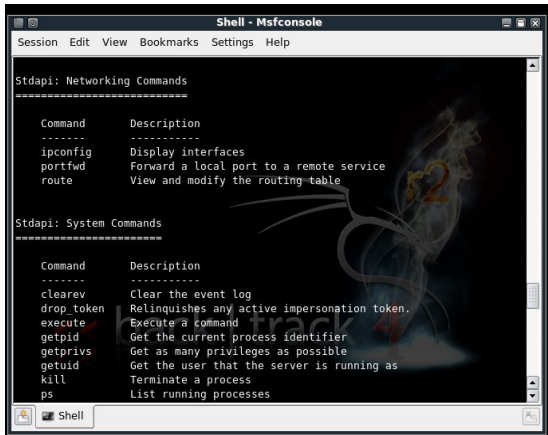 Shell - Msfconsole
Session Edit View Bookmarks Settings Help
Stdapi: Networking Commands
===========================
Command Description
------- -----------
ipconfig Display interfaces
portfwd Forward a local port to a remote service
route View and modify the routing table
Stdapi: System Commands
=======================
Command Description
------- -----------
clearev Clear the event log
drop_token Relinquishes any active impersonation token.
execute Execute a command
getpid Get the current process identifier
getprivs Get as many privileges as possible
getuid Get the user that the server is running as
kill Terminate a process
ps List running processes
r2
<< back | track 4
Shell